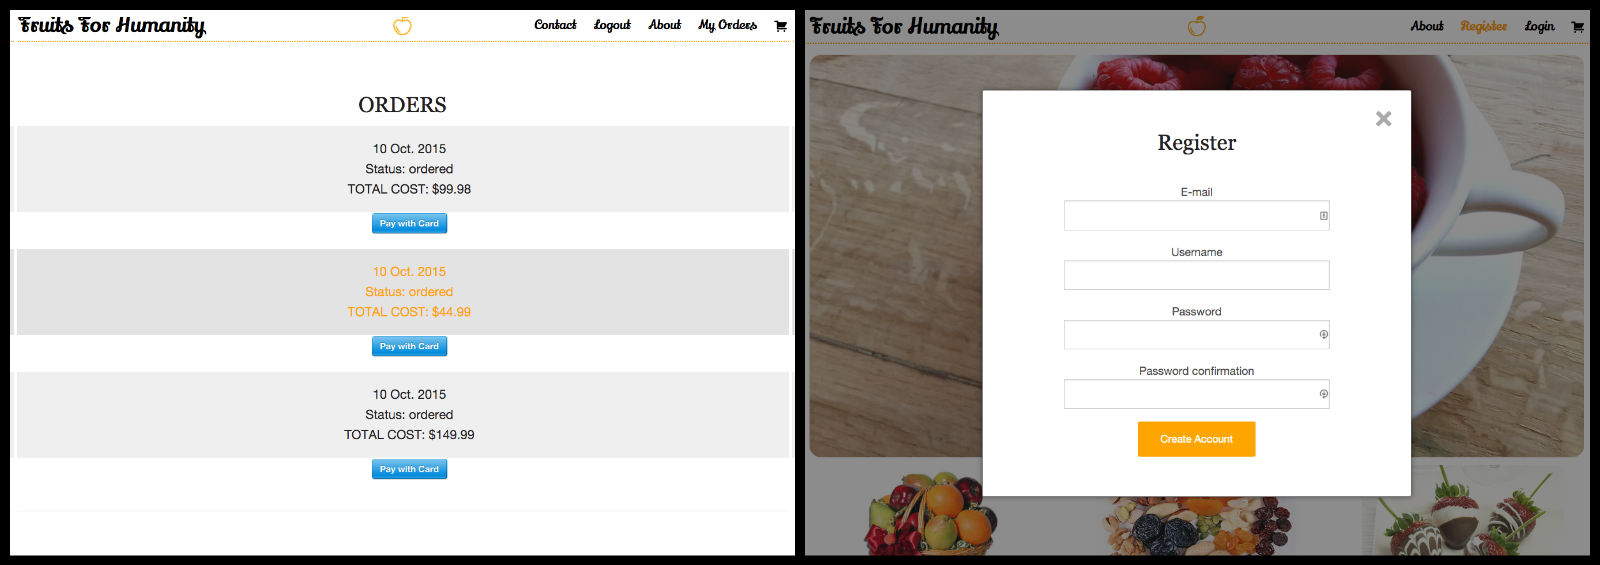 Fruits For Humanity
Contact Logout About My Orders
ORDERS
10 Oct. 2015
Status: ordered
TOTAL COST: $99.98
Pay with Card
10 Oct. 2015
Status: ordered
TOTAL COST: $44.99
Pay with Card
10 Oct. 2015
Status: ordered
TOTAL COST: $149.99
Pay with Card
Fruits For Humanity
About Register Login
Register
E-mail
Username
Password
Password confirmation
Create Account